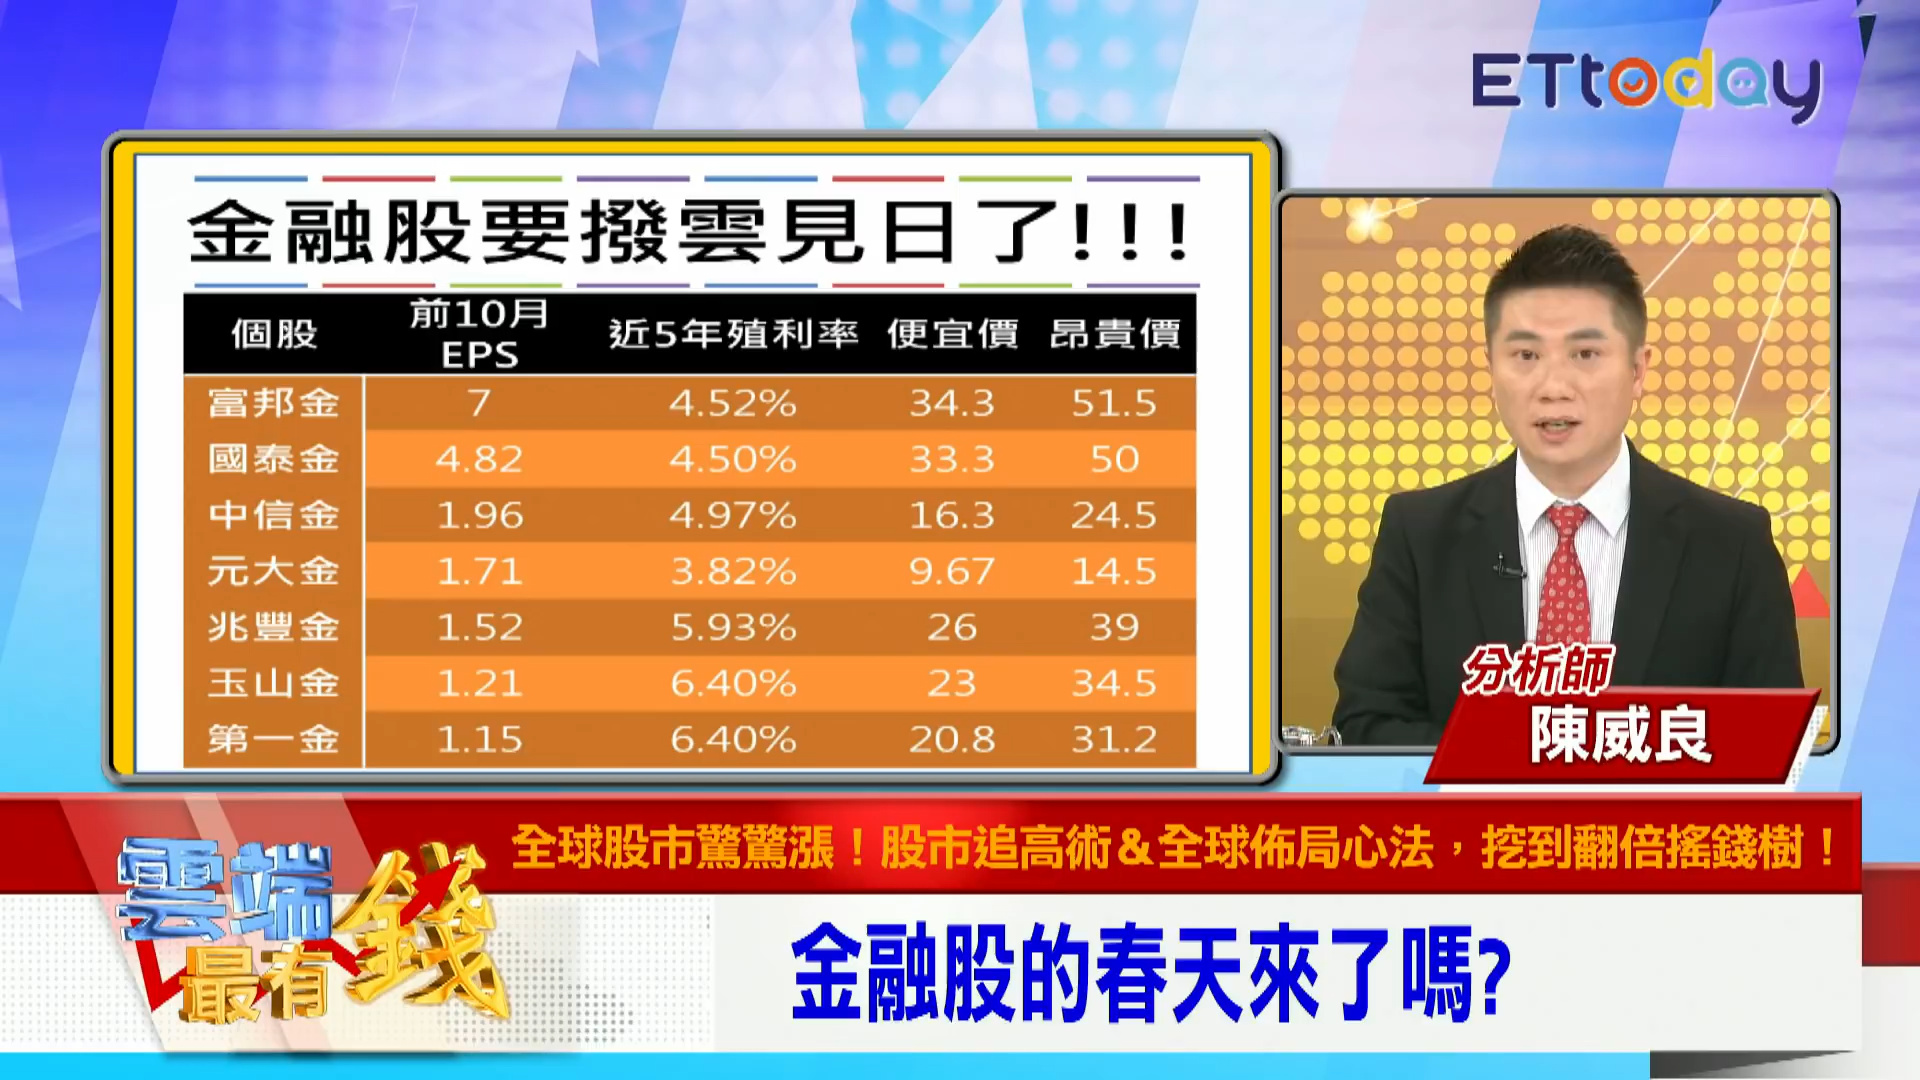 ETtoday
金融股要撥雲見日了!!!
個股 前10月EPS 近5年殖利率 便宜價 昂貴價
富邦金 7 4.52% 34.3 51.5
國泰金 4.82 4.50% 33.3 50
中信金 1.96 4.97% 16.3 24.5
元大金 1.71 3.82% 9.67 14.5
兆豐金 1.52 5.93% 26 39
玉山金 1.21 6.40% 23 34.5
第一金 1.15 6.40% 20.8 31.2
分析師
陳威良
全球股市驚驚漲！股市追高術＆全球佈局心法，挖到翻倍搖錢樹！
雲端最有錢
金融股的春天來了嗎?